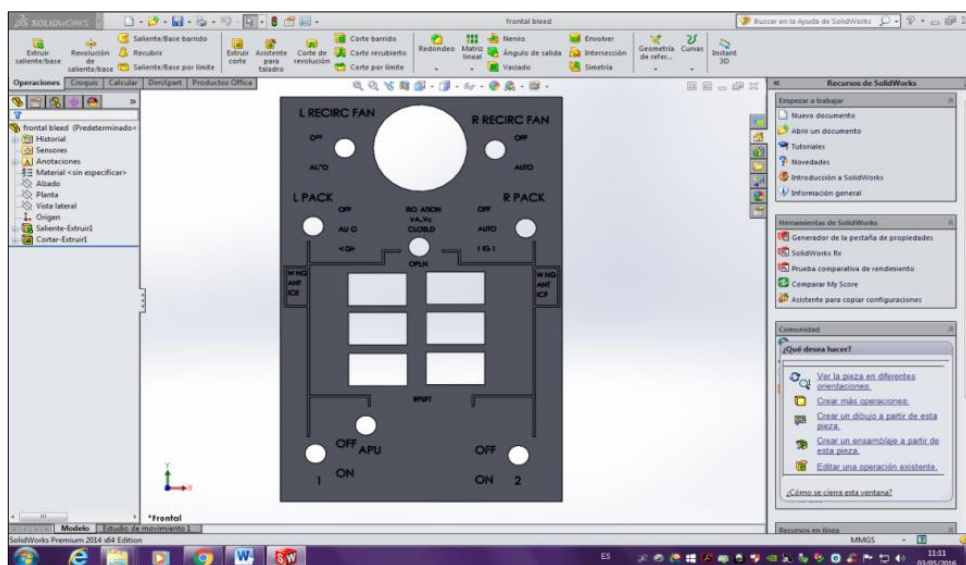 SOLIDWORKS
frontal bleed
Buscar en la Ayuda de SolidWorks
Extruir saliente/base
Revolución de saliente/base
Saliente/Base barrido
Recubrir
Saliente/Base por límite
Extruir corte
Asistente para taladro
Corte de revolución
Corte barrido
Corte recubierto
Corte por límite
Redondeo
Matriz lineal
Nervio
Ángulo de salida
Vaciado
Envolver
Intersección
Simetría
Geometría de refer...
Curvas
Instant 3D
Operaciones Croquis Calcular DimXpert Productos Office
frontal bleed (Predeterminado<
Historial
Sensores
Anotaciones
Material <sin especificar>
Alzado
Planta
Vista lateral
Origen
Saliente-Extruir1
Cortar-Extruir1
L RECIRC FAN
R RECIRC FAN
OFF
OFF
AUTO
L PACK
R PACK
OFF
OFF
AUTO
ANT
ANT
OFF
APU
OFF
ON
ON
1
2
*Frontal
Modelo Estudio de movimiento 1
SolidWorks Premium 2014 x64 Edition
MMGS
Recursos de SolidWorks
Empezar a trabajar
Nuevo documento
Abrir un documento
Tutoriales
Novedades
Introducción a SolidWorks
Información general
Herramientas de SolidWorks
Generador de la pestaña de propiedades
SolidWorks Rx
Prueba comparativa de rendimiento
Comparar My Score
Asistente para copiar configuraciones
Comunidad
¿Qué desea hacer?
Ver la pieza en diferentes orientaciones.
Crear más operaciones.
Crear un dibujo a partir de esta pieza.
Crear un ensamblaje a partir de esta pieza.
Editar una operación existente.
¿Cómo se cierra esta ventana?
Recursos en línea
ES
11:11
03/05/2016